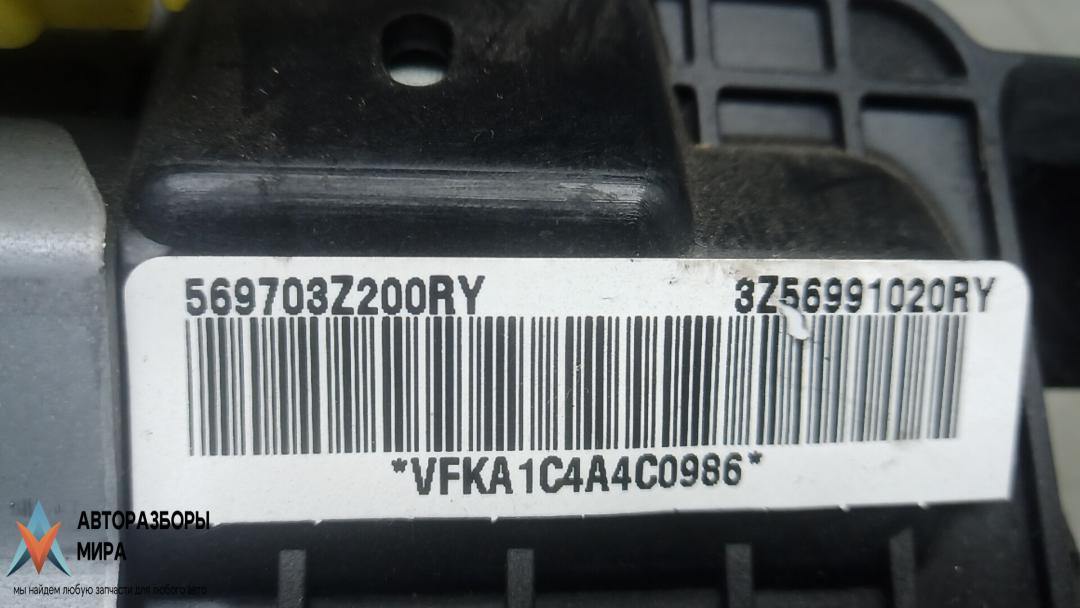 569703Z200RY 3Z56991020RY
*VFKA1C4A4C0986*
АВТОРАЗБОРЫ
МИРА
мы найдем любую запчасти для любого авто